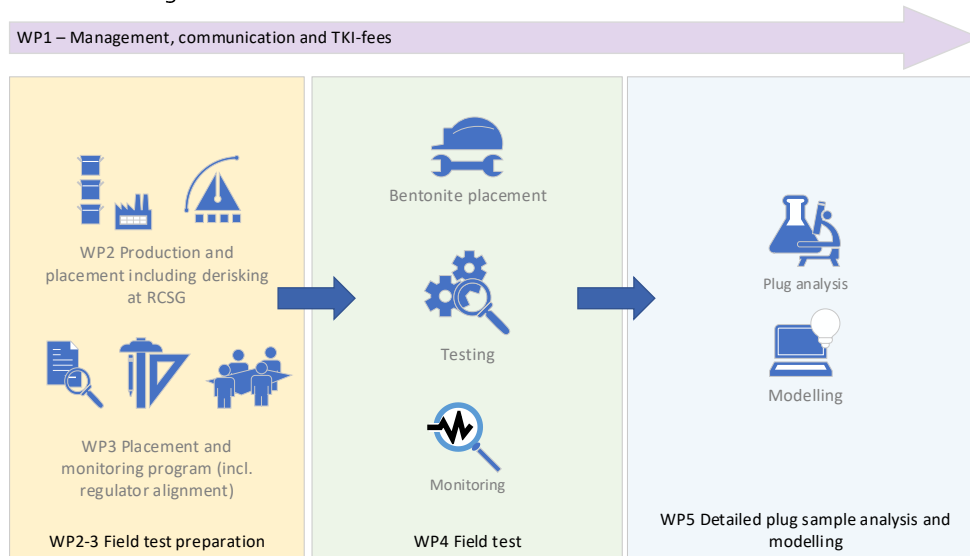 WP1 – Management, communication and TKI-fees
WP2 Production and
placement including derisking
at RCSG
WP3 Placement and
monitoring program (incl.
regulator alignment)
WP2-3 Field test preparation
Bentonite placement
Testing
Monitoring
WP4 Field test
Plug analysis
Modelling
WP5 Detailed plug sample analysis and
modelling